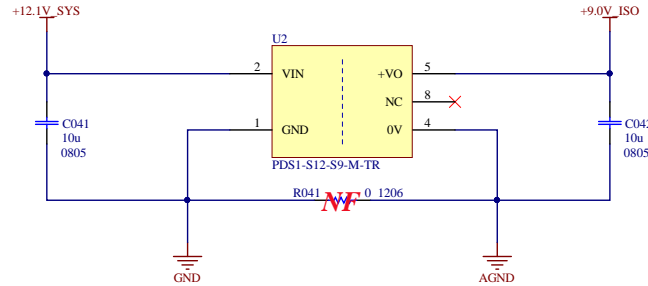 +12.1V_SYS
+9.0V_ISO
U2
2 VIN +VO 5
NC 8
1 GND 0V 4
C041
10u
0805
C042
10u
0805
PDS1-S12-S9-M-TR
R041 NF 0 1206
GND
AGND